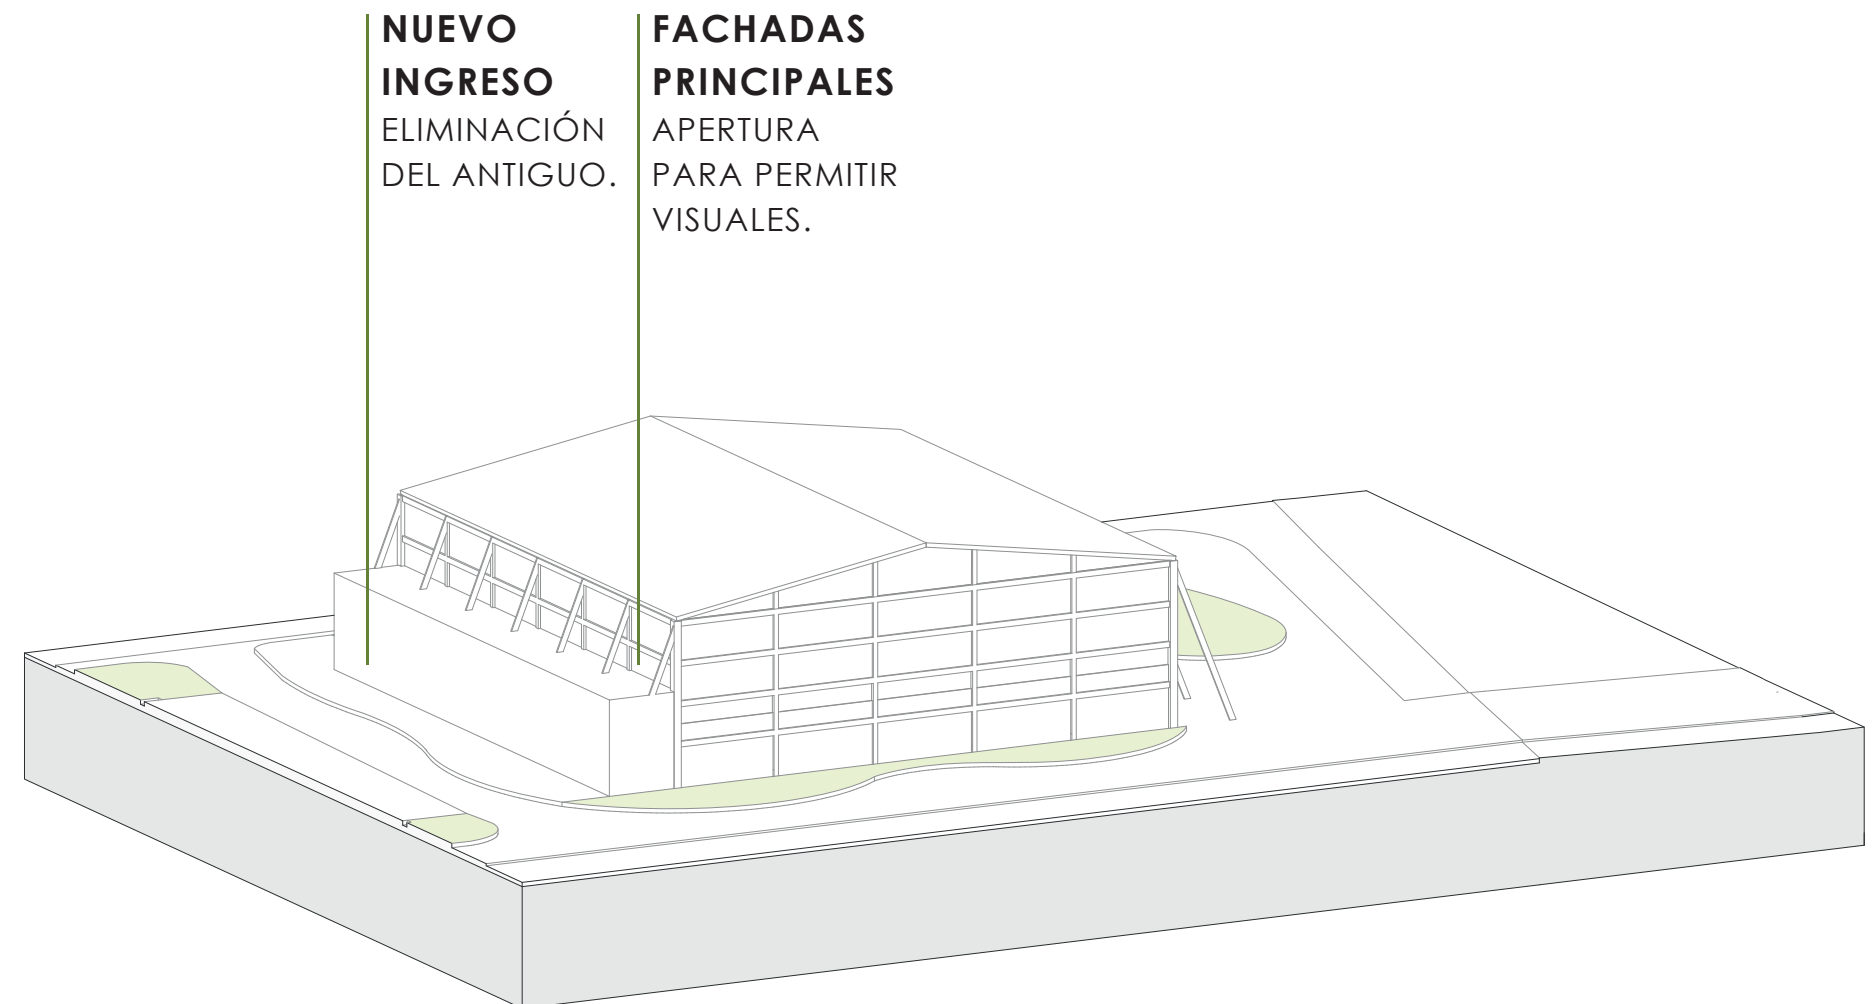 NUEVO
INGRESO
ELIMINACIÓN
DEL ANTIGUO.
FACHADAS
PRINCIPALES
APERTURA
PARA PERMITIR
VISUALES.